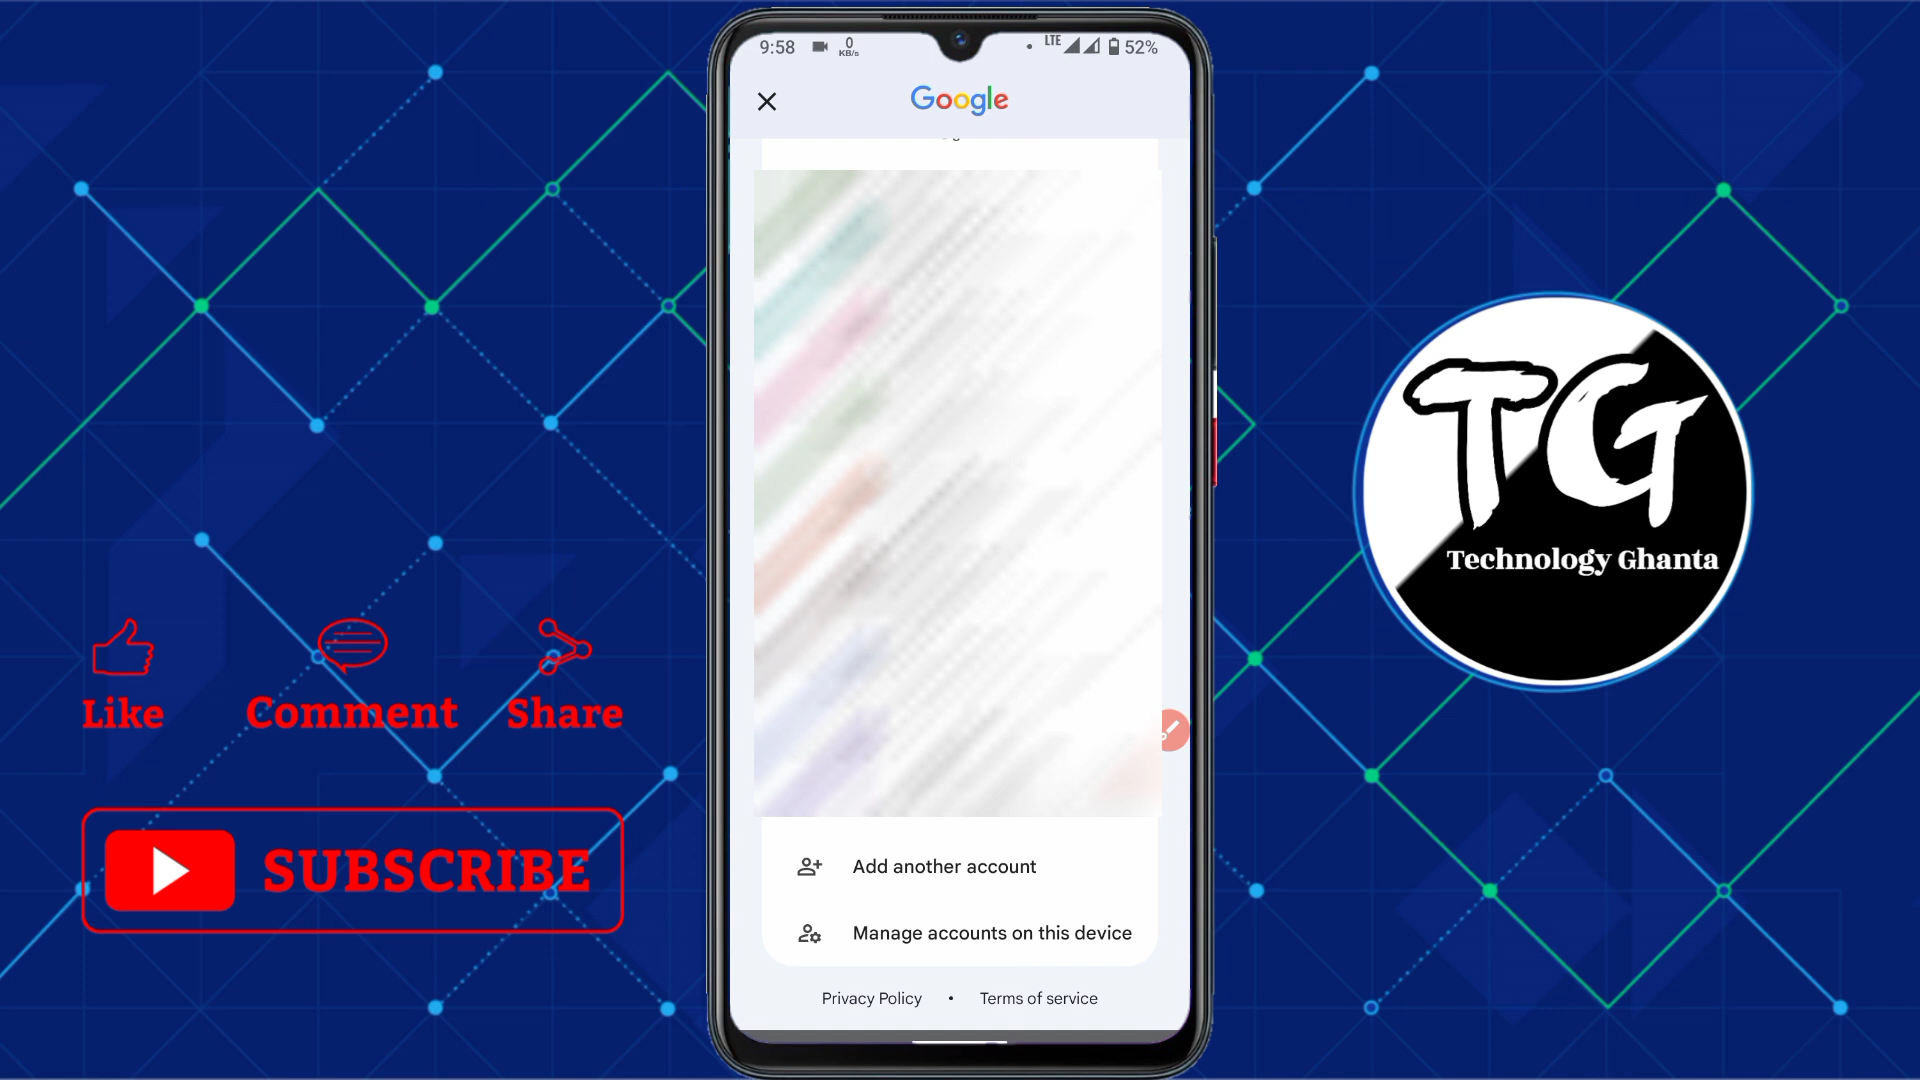 9:58
0
KB/s
LTE
52%
Google
Add another account
Manage accounts on this device
Privacy Policy • Terms of service
Like
Comment
Share
SUBSCRIBE
TG
Technology Ghanta